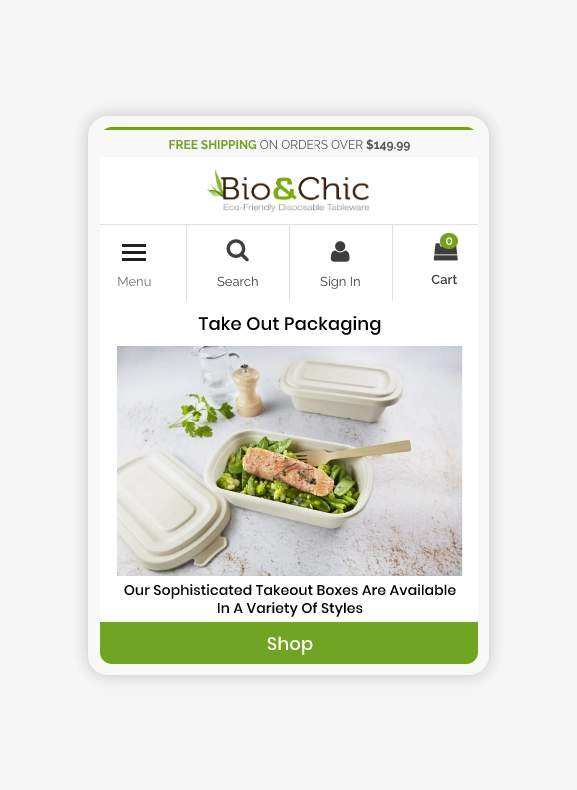 FREE SHIPPING ON ORDERS OVER $149.99
Bio&Chic
Eco-Friendly Disposable Tableware
0
Menu
Search
Sign In
Cart
Take Out Packaging
Our Sophisticated Takeout Boxes Are Available
In A Variety Of Styles
Shop